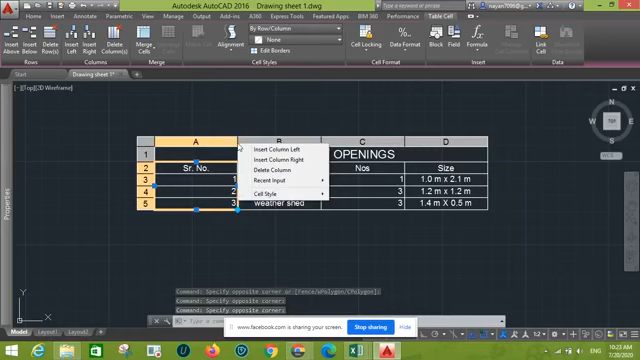 Autodesk AutoCAD 2016 Drawing sheet 1.dwg
Home Insert Annotate Parametric View Manage Output Add-ins A360 Express Tools Featured Apps BIM 360 Performance Table Cell
Insert Above Insert Below Delete Row(s) Insert Left Insert Right Delete Column(s) Merge Cells Match Cell Alignment By Row/Column Cell Locking Data Format Block Field Formula Link Cell
None
Edit Borders
Rows Columns Merge Cell Styles Cell Format Insert Data
Start Drawing sheet 1*
[-][Top][2D Wireframe]
N
W TOP E
S
WCS
Properties
A B C D
1 OPENINGS
2 Sr. No. Nos Size
3 1 1 1.0 m x 2.1 m
4 2 3 1.2 m x 1.2 m
5 3 weather shed 3 1.4 m X 0.5 m
Insert Column Left
Insert Column Right
Delete Column
Recent Input
Cell Style
Command: Specify opposite corner or [Fence/WPolygon/CPolygon]:
Command: Specify opposite corner:
Command: Specify opposite corner:
Type a comm
Y
X
Model Layout1 Layout2
www.facebook.com is sharing your screen. Stop sharing Hide
10:23 AM
7/20/2020